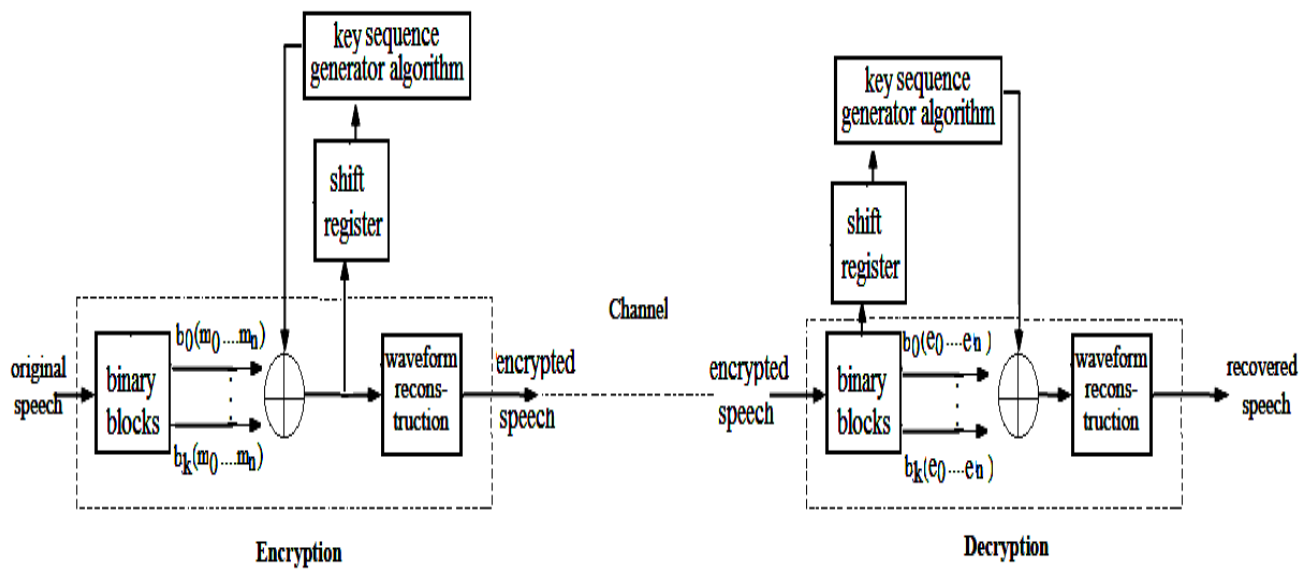 key sequence
generator algorithm
shift
register
original
speech
binary
blocks
b0(m0....mn)
bk(m0....mn)
waveform
recons-
truction
encrypted
speech
Encryption
Channel
key sequence
generator algorithm
shift
register
encrypted
speech
binary
blocks
b0(e0....en)
bk(e0....en)
waveform
recons-
truction
recovered
speech
Decryption